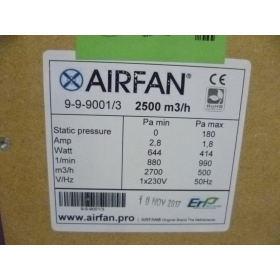 AIRFAN®
CE
9-9-9001/3 2500 m3/h
RoHS
Pa min Pa max
Static pressure 0 180
Amp 2,8 1,8
Watt 644 414
1/min 880 990
m3/h 2700 500
V/Hz 1x230V 50Hz
10 NOV 2017
ErP
www.airfan.pro